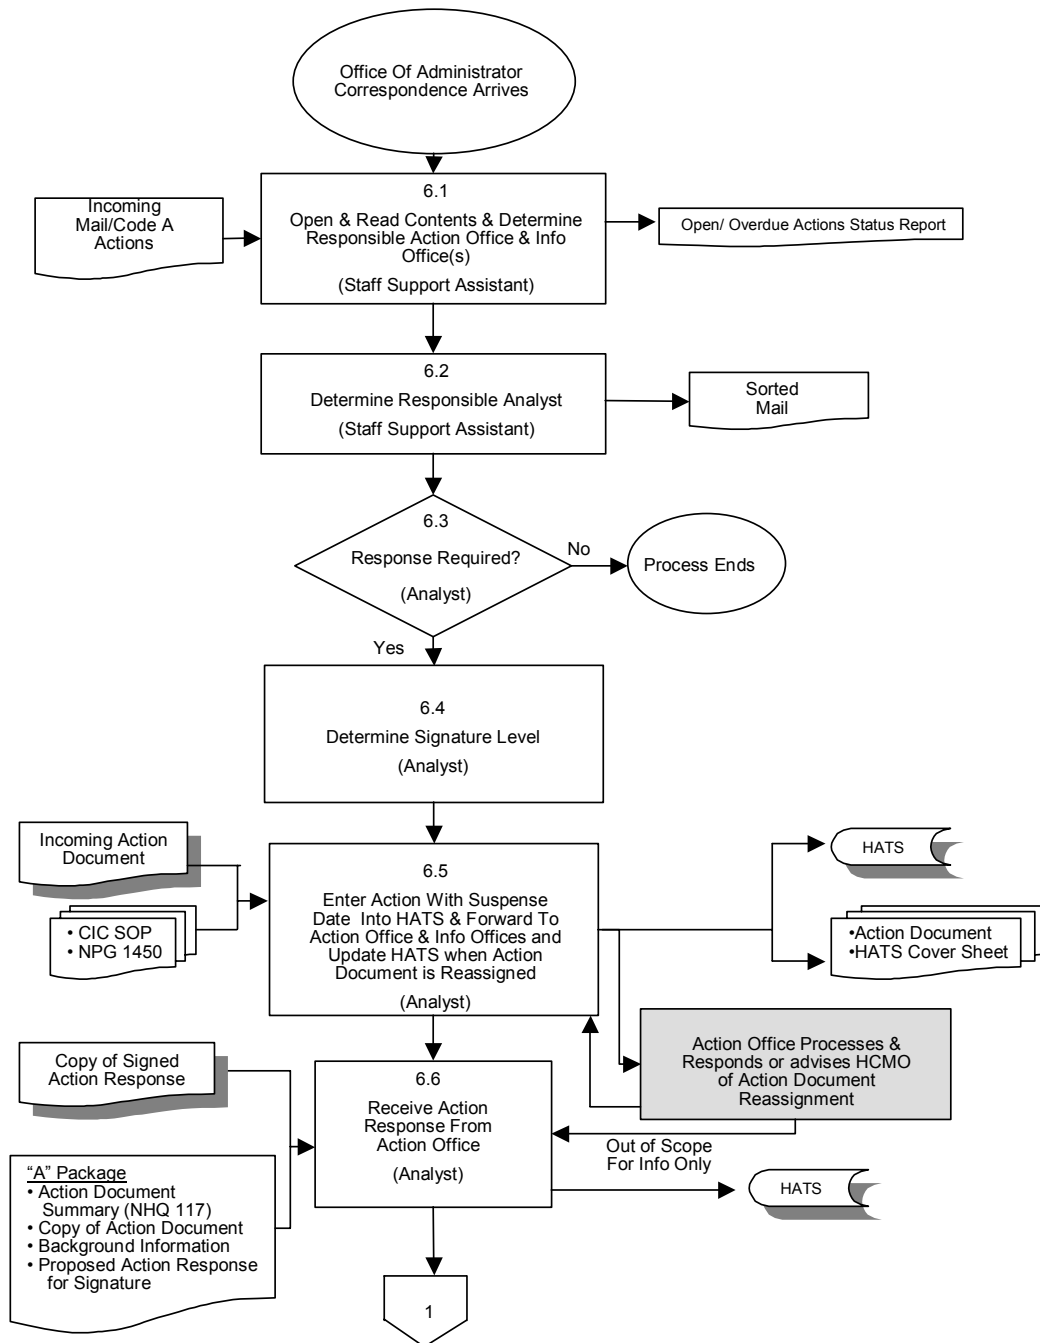 Office Of Administrator
Correspondence Arrives
6.1
Open & Read Contents & Determine
Responsible Action Office & Info
Office(s)
(Staff Support Assistant)
Incoming
Mail/Code A
Actions
Open/ Overdue Actions Status Report
6.2
Determine Responsible Analyst
(Staff Support Assistant)
Sorted
Mail
6.3
Response Required?
(Analyst)
No
Process Ends
Yes
6.4
Determine Signature Level
(Analyst)
Incoming Action
Document
• CIC SOP
• NPG 1450
6.5
Enter Action With Suspense
Date Into HATS & Forward To
Action Office & Info Offices and
Update HATS when Action
Document is Reassigned
(Analyst)
HATS
•Action Document
•HATS Cover Sheet
Action Office Processes &
Responds or advises HCMO
of Action Document
Reassignment
Copy of Signed
Action Response
6.6
Receive Action
Response From
Action Office
(Analyst)
Out of Scope
For Info Only
HATS
“A” Package
• Action Document
Summary (NHQ 117)
• Copy of Action Document
• Background Information
• Proposed Action Response
for Signature
1